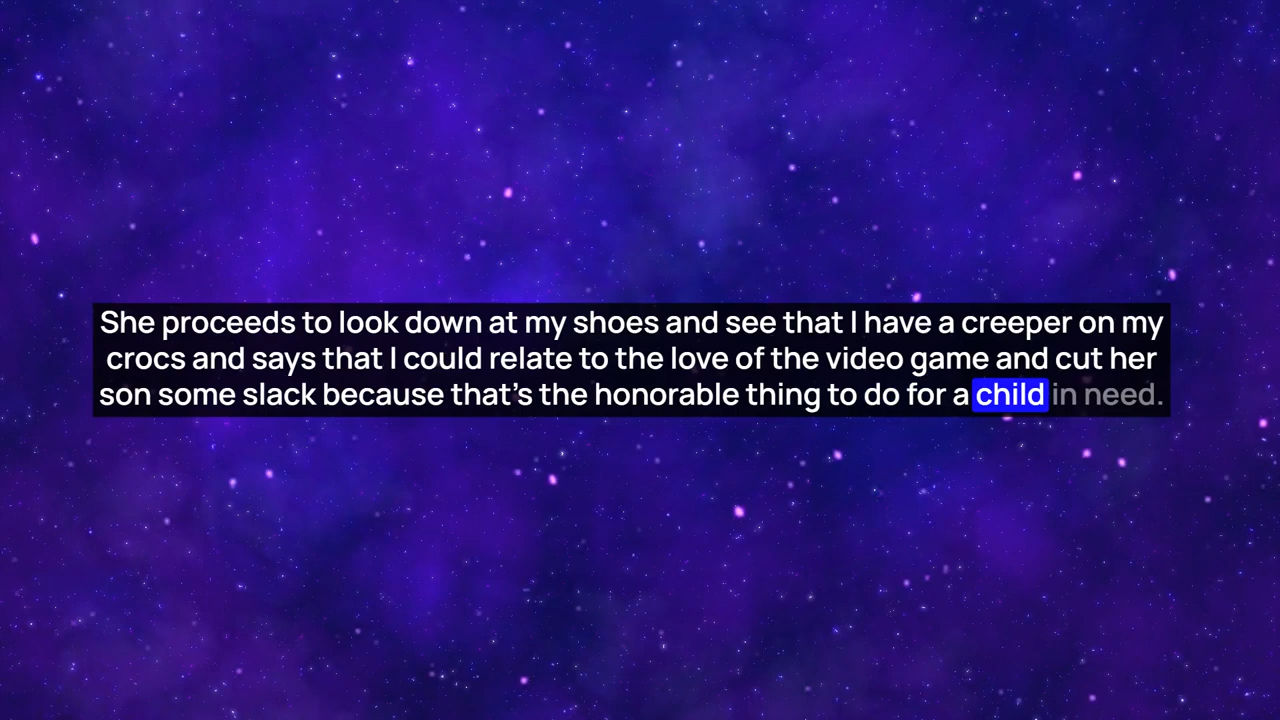 She proceeds to look down at my shoes and see that I have a creeper on my
crocs and says that I could relate to the love of the video game and cut her
son some slack because that's the honorable thing to do for a child in need.